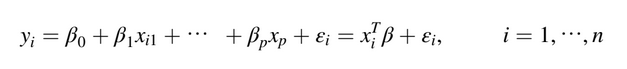 yᵢ = β₀ + β₁xᵢ₁ + ⋯ + βₚxₚ + εᵢ = xᵢᵀβ + εᵢ, i = 1, ⋯, n